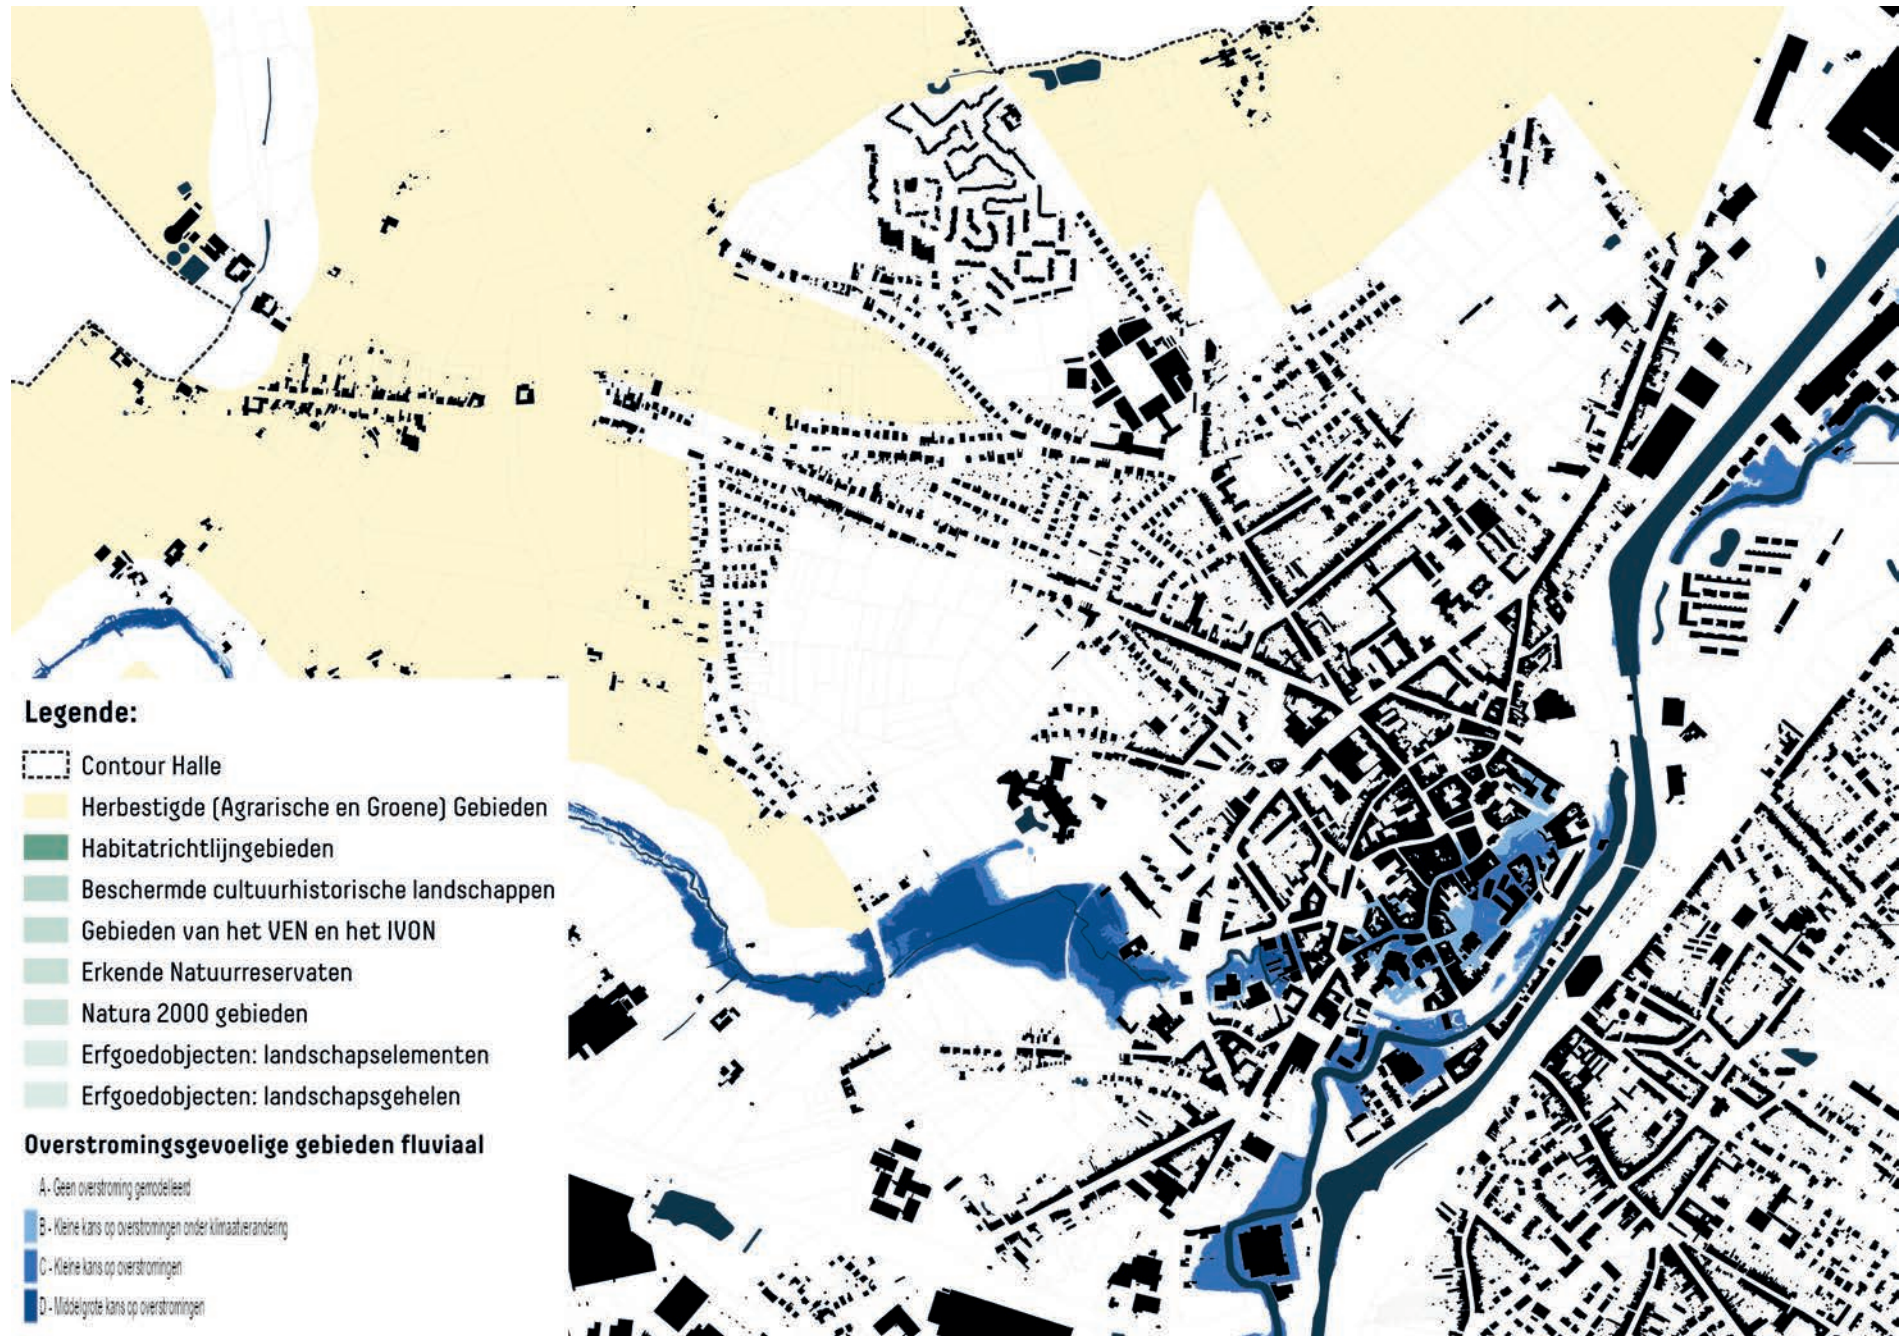 Legende:
Contour Halle
Herbestigde (Agrarische en Groene) Gebieden
Habitatrichtlijngebieden
Beschermde cultuurhistorische landschappen
Gebieden van het VEN en het IVON
Erkende Natuurreservaten
Natura 2000 gebieden
Erfgoedobjecten: landschapselementen
Erfgoedobjecten: landschapsgehelen
Overstromingsgevoelige gebieden fluviaal
A - Geen overstroming gemodelleerd
B - Kleine kans op overstromingen onder klimaatverandering
C - Kleine kans op overstromingen
D - Middelgrote kans op overstromingen